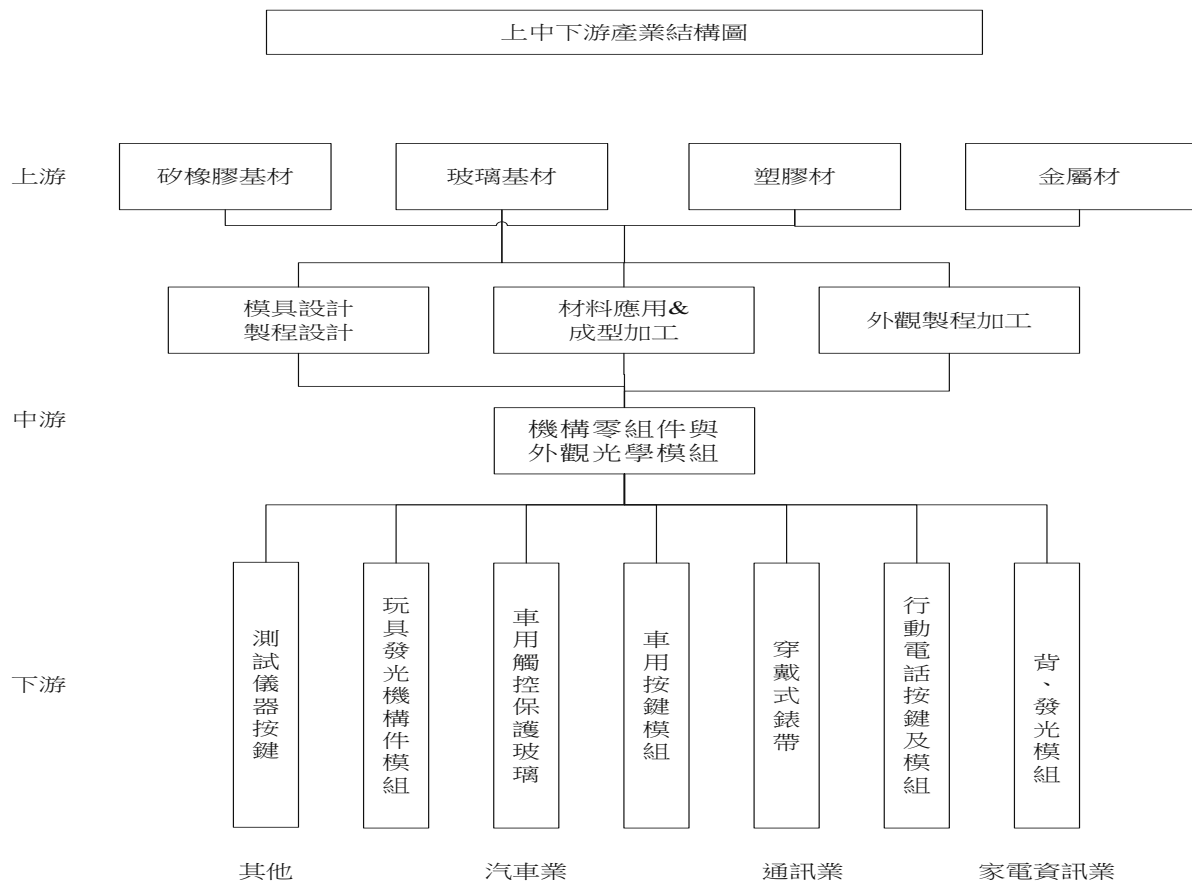 上中下游產業結構圖
上游
矽橡膠基材
玻璃基材
塑膠材
金屬材
模具設計
製程設計
材料應用&
成型加工
外觀製程加工
中游
機構零組件與
外觀光學模組
下游
測試儀器按鍵
玩具發光機構件模組
車用觸控保護玻璃
車用按鍵模組
穿戴式錶帶
行動電話按鍵及模組
背、發光模組
其他
汽車業
通訊業
家電資訊業